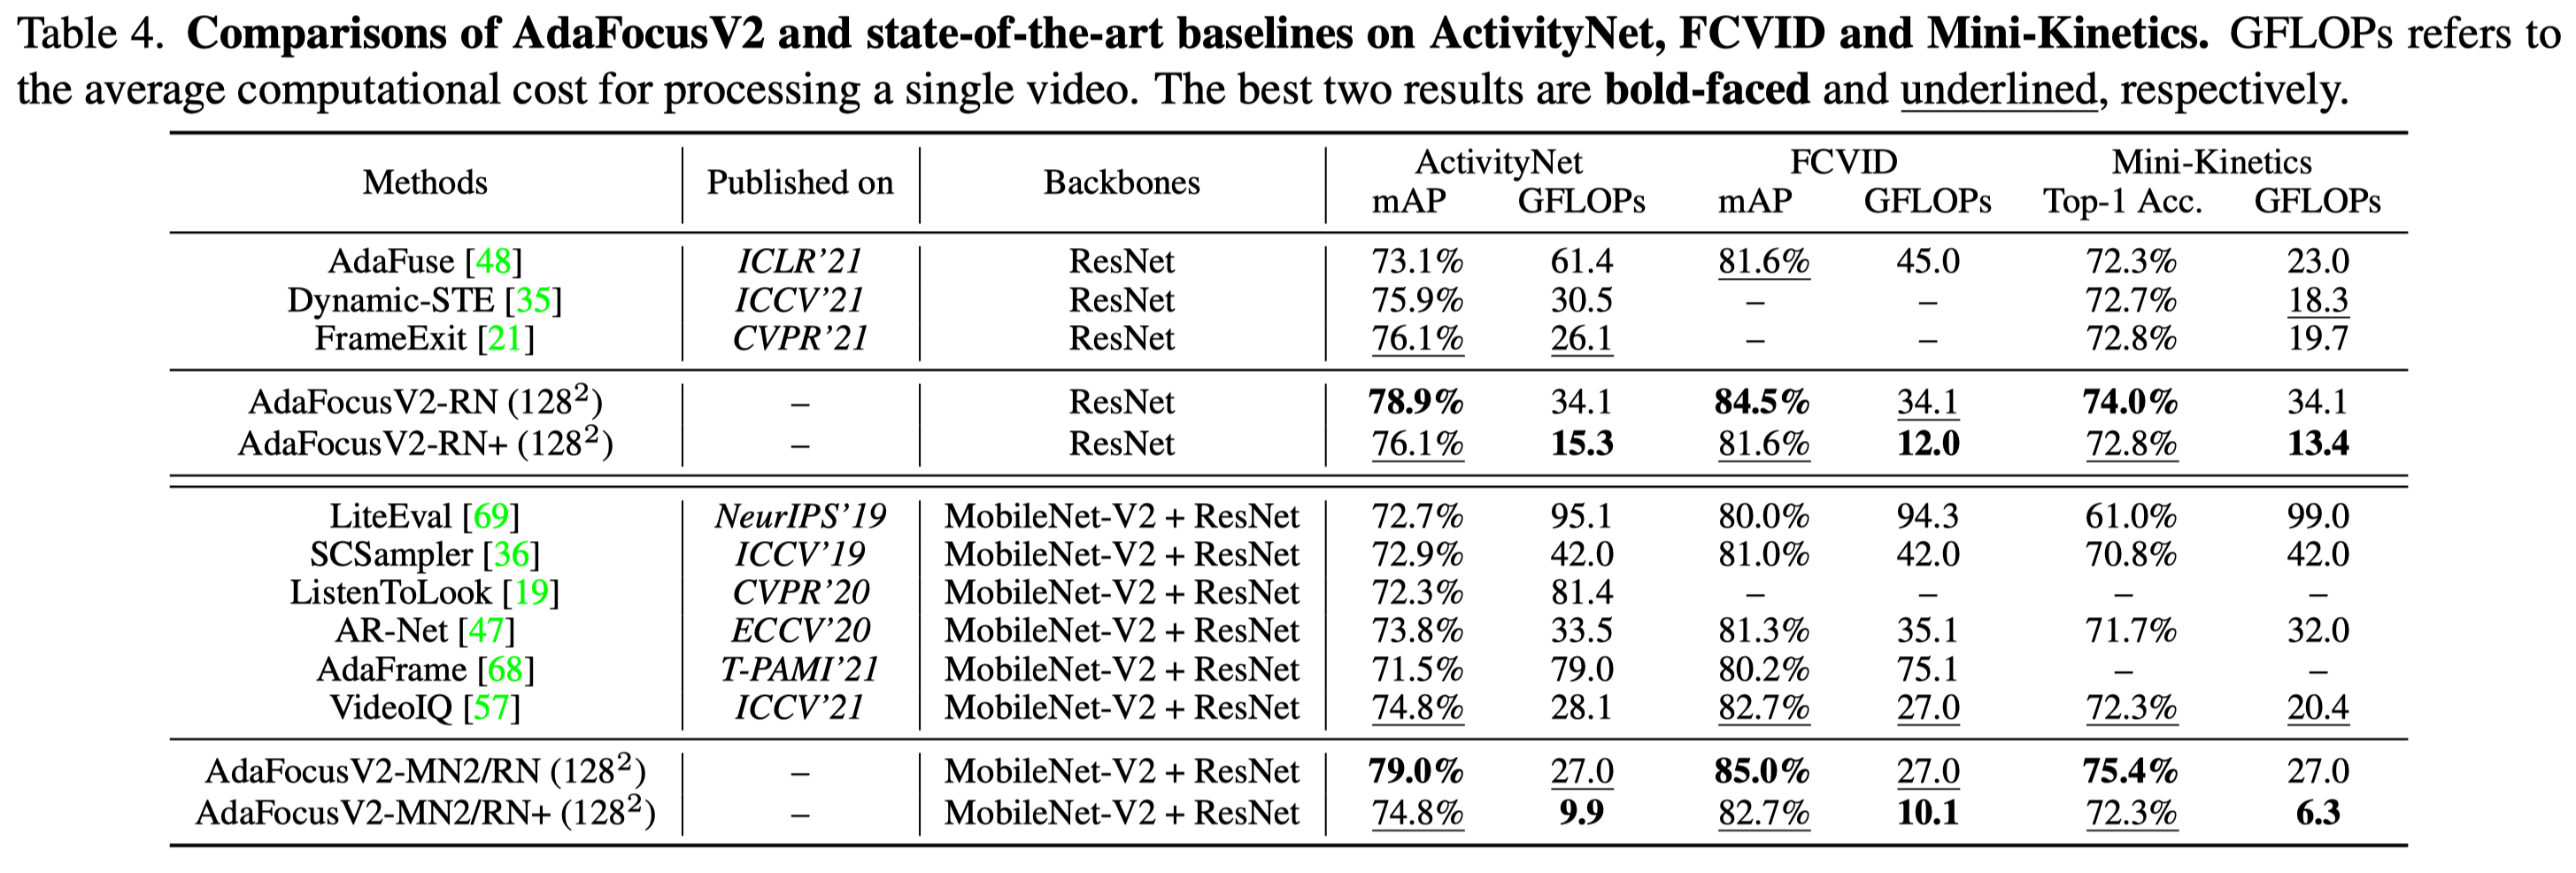 Table 4. Comparisons of AdaFocusV2 and state-of-the-art baselines on ActivityNet, FCVID and Mini-Kinetics. GFLOPs refers to
the average computational cost for processing a single video. The best two results are bold-faced and underlined, respectively.
Methods Published on Backbones ActivityNet FCVID Mini-Kinetics
mAP GFLOPs mAP GFLOPs Top-1 Acc. GFLOPs
AdaFuse [48] ICLR’21 ResNet 73.1% 61.4 81.6% 45.0 72.3% 23.0
Dynamic-STE [35] ICCV’21 ResNet 75.9% 30.5 – – 72.7% 18.3
FrameExit [21] CVPR’21 ResNet 76.1% 26.1 – – 72.8% 19.7
AdaFocusV2-RN (128²) – ResNet 78.9% 34.1 84.5% 34.1 74.0% 34.1
AdaFocusV2-RN+ (128²) – ResNet 76.1% 15.3 81.6% 12.0 72.8% 13.4
LiteEval [69] NeurIPS’19 MobileNet-V2 + ResNet 72.7% 95.1 80.0% 94.3 61.0% 99.0
SCSampler [36] ICCV’19 MobileNet-V2 + ResNet 72.9% 42.0 81.0% 42.0 70.8% 42.0
ListenToLook [19] CVPR’20 MobileNet-V2 + ResNet 72.3% 81.4 – – – –
AR-Net [47] ECCV’20 MobileNet-V2 + ResNet 73.8% 33.5 81.3% 35.1 71.7% 32.0
AdaFrame [68] T-PAMI’21 MobileNet-V2 + ResNet 71.5% 79.0 80.2% 75.1 – –
VideoIQ [57] ICCV’21 MobileNet-V2 + ResNet 74.8% 28.1 82.7% 27.0 72.3% 20.4
AdaFocusV2-MN2/RN (128²) – MobileNet-V2 + ResNet 79.0% 27.0 85.0% 27.0 75.4% 27.0
AdaFocusV2-MN2/RN+ (128²) – MobileNet-V2 + ResNet 74.8% 9.9 82.7% 10.1 72.3% 6.3